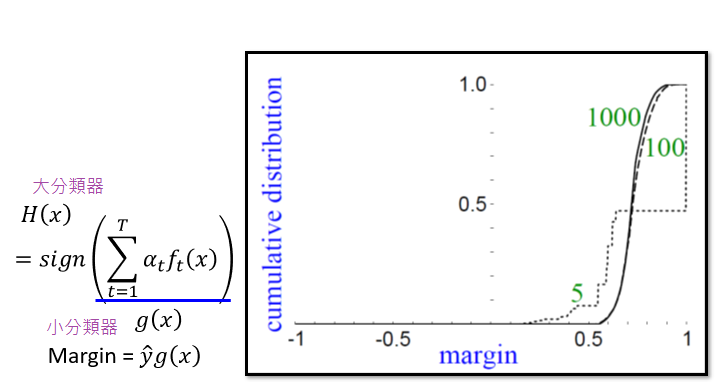 大分類器
H(x)
= sign(∑_{t=1}^{T} α_t f_t(x))
小分類器 g(x)
Margin = ŷg(x)
cumulative distribution
1.0
1000
100
0.5
5
-1 -0.5 0.5 1
margin